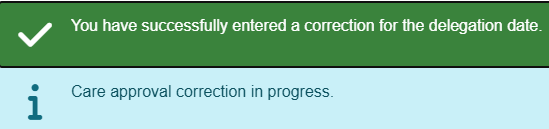 You have successfully entered a correction for the delegation date.
Care approval correction in progress.